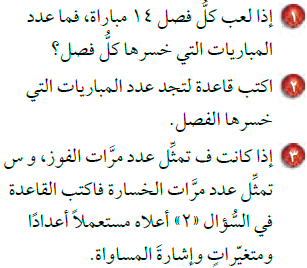 ١ إذا لعب كلُّ فصل ١٤ مباراة، فما عدد
المباريات التي خسرها كلُّ فصل؟
٢ اكتب قاعدة لتجد عدد المباريات التي
خسرها الفصل.
٣ إذا كانت ف تمثِّل عدد مرَّات الفوز، و س
تمثِّل عدد مرَّات الخسارة فاكتب القاعدة
في السُّؤال «٢» أعلاه مستعملاً أعدادًا
ومتغيِّراتٍ وإشارةَ المساواة.